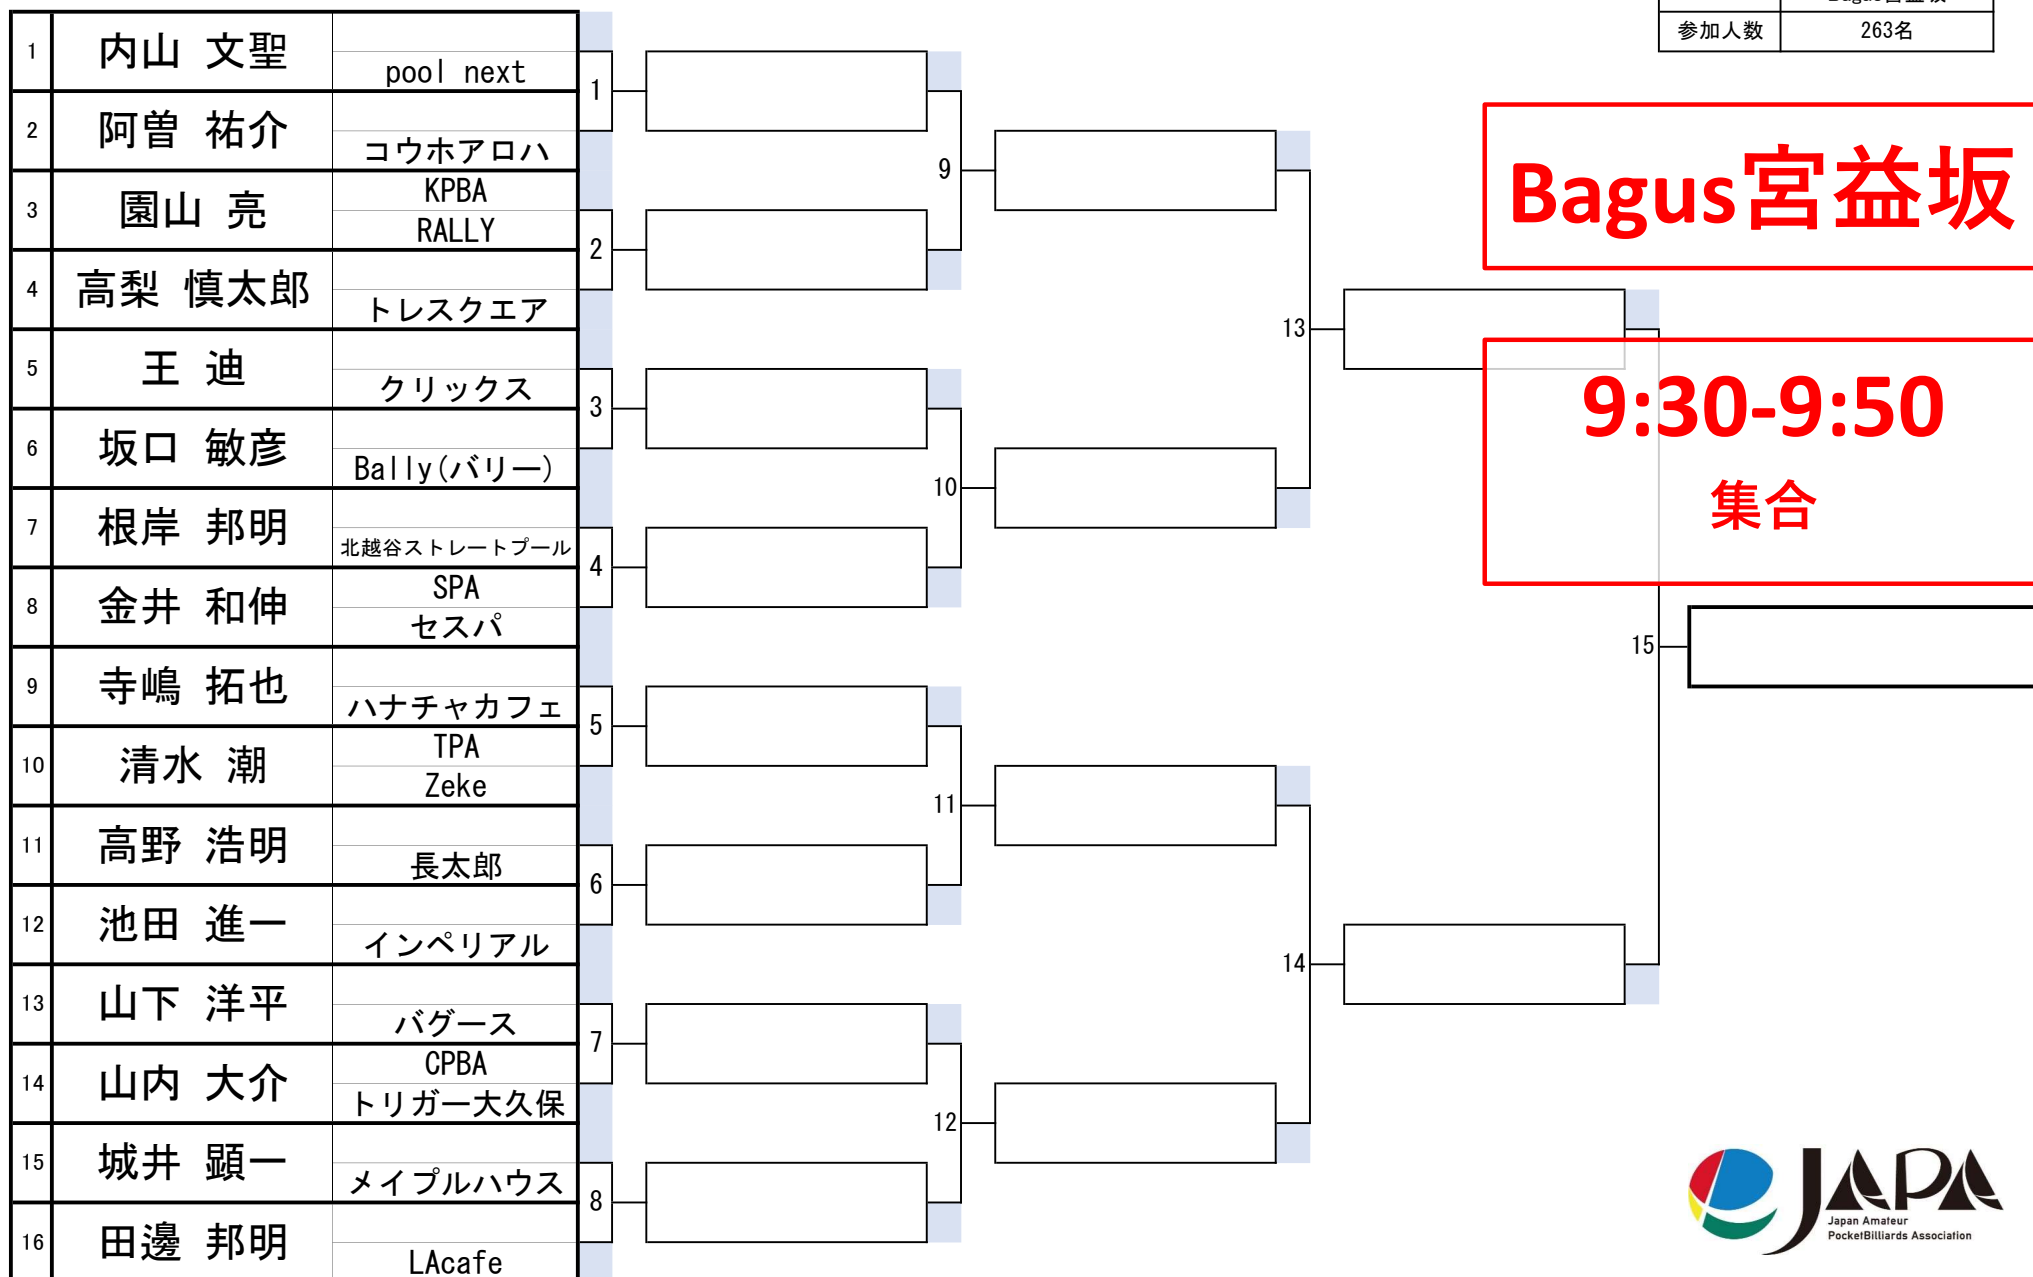 参加人数 263名
1 内山 文聖 pool next
2 阿曽 祐介 コウホアロハ
3 園山 亮 KPBA RALLY
4 高梨 慎太郎 トレスクエア
5 王 迪 クリックス
6 坂口 敏彦 Bally(バリー)
7 根岸 邦明 北越谷ストレートプール
8 金井 和伸 SPA セスパ
9 寺嶋 拓也 ハナチャカフェ
10 清水 潮 TPA Zeke
11 高野 浩明 長太郎
12 池田 進一 インペリアル
13 山下 洋平 バグース
14 山内 大介 CPBA トリガー大久保
15 城井 顕一 メイプルハウス
16 田邊 邦明 LAcafe
1
2
3
4
5
6
7
8
9
10
11
12
13
14
15
Bagus宮益坂
9:30-9:50
集合
JAPA
Japan Amateur
PocketBilliards Association